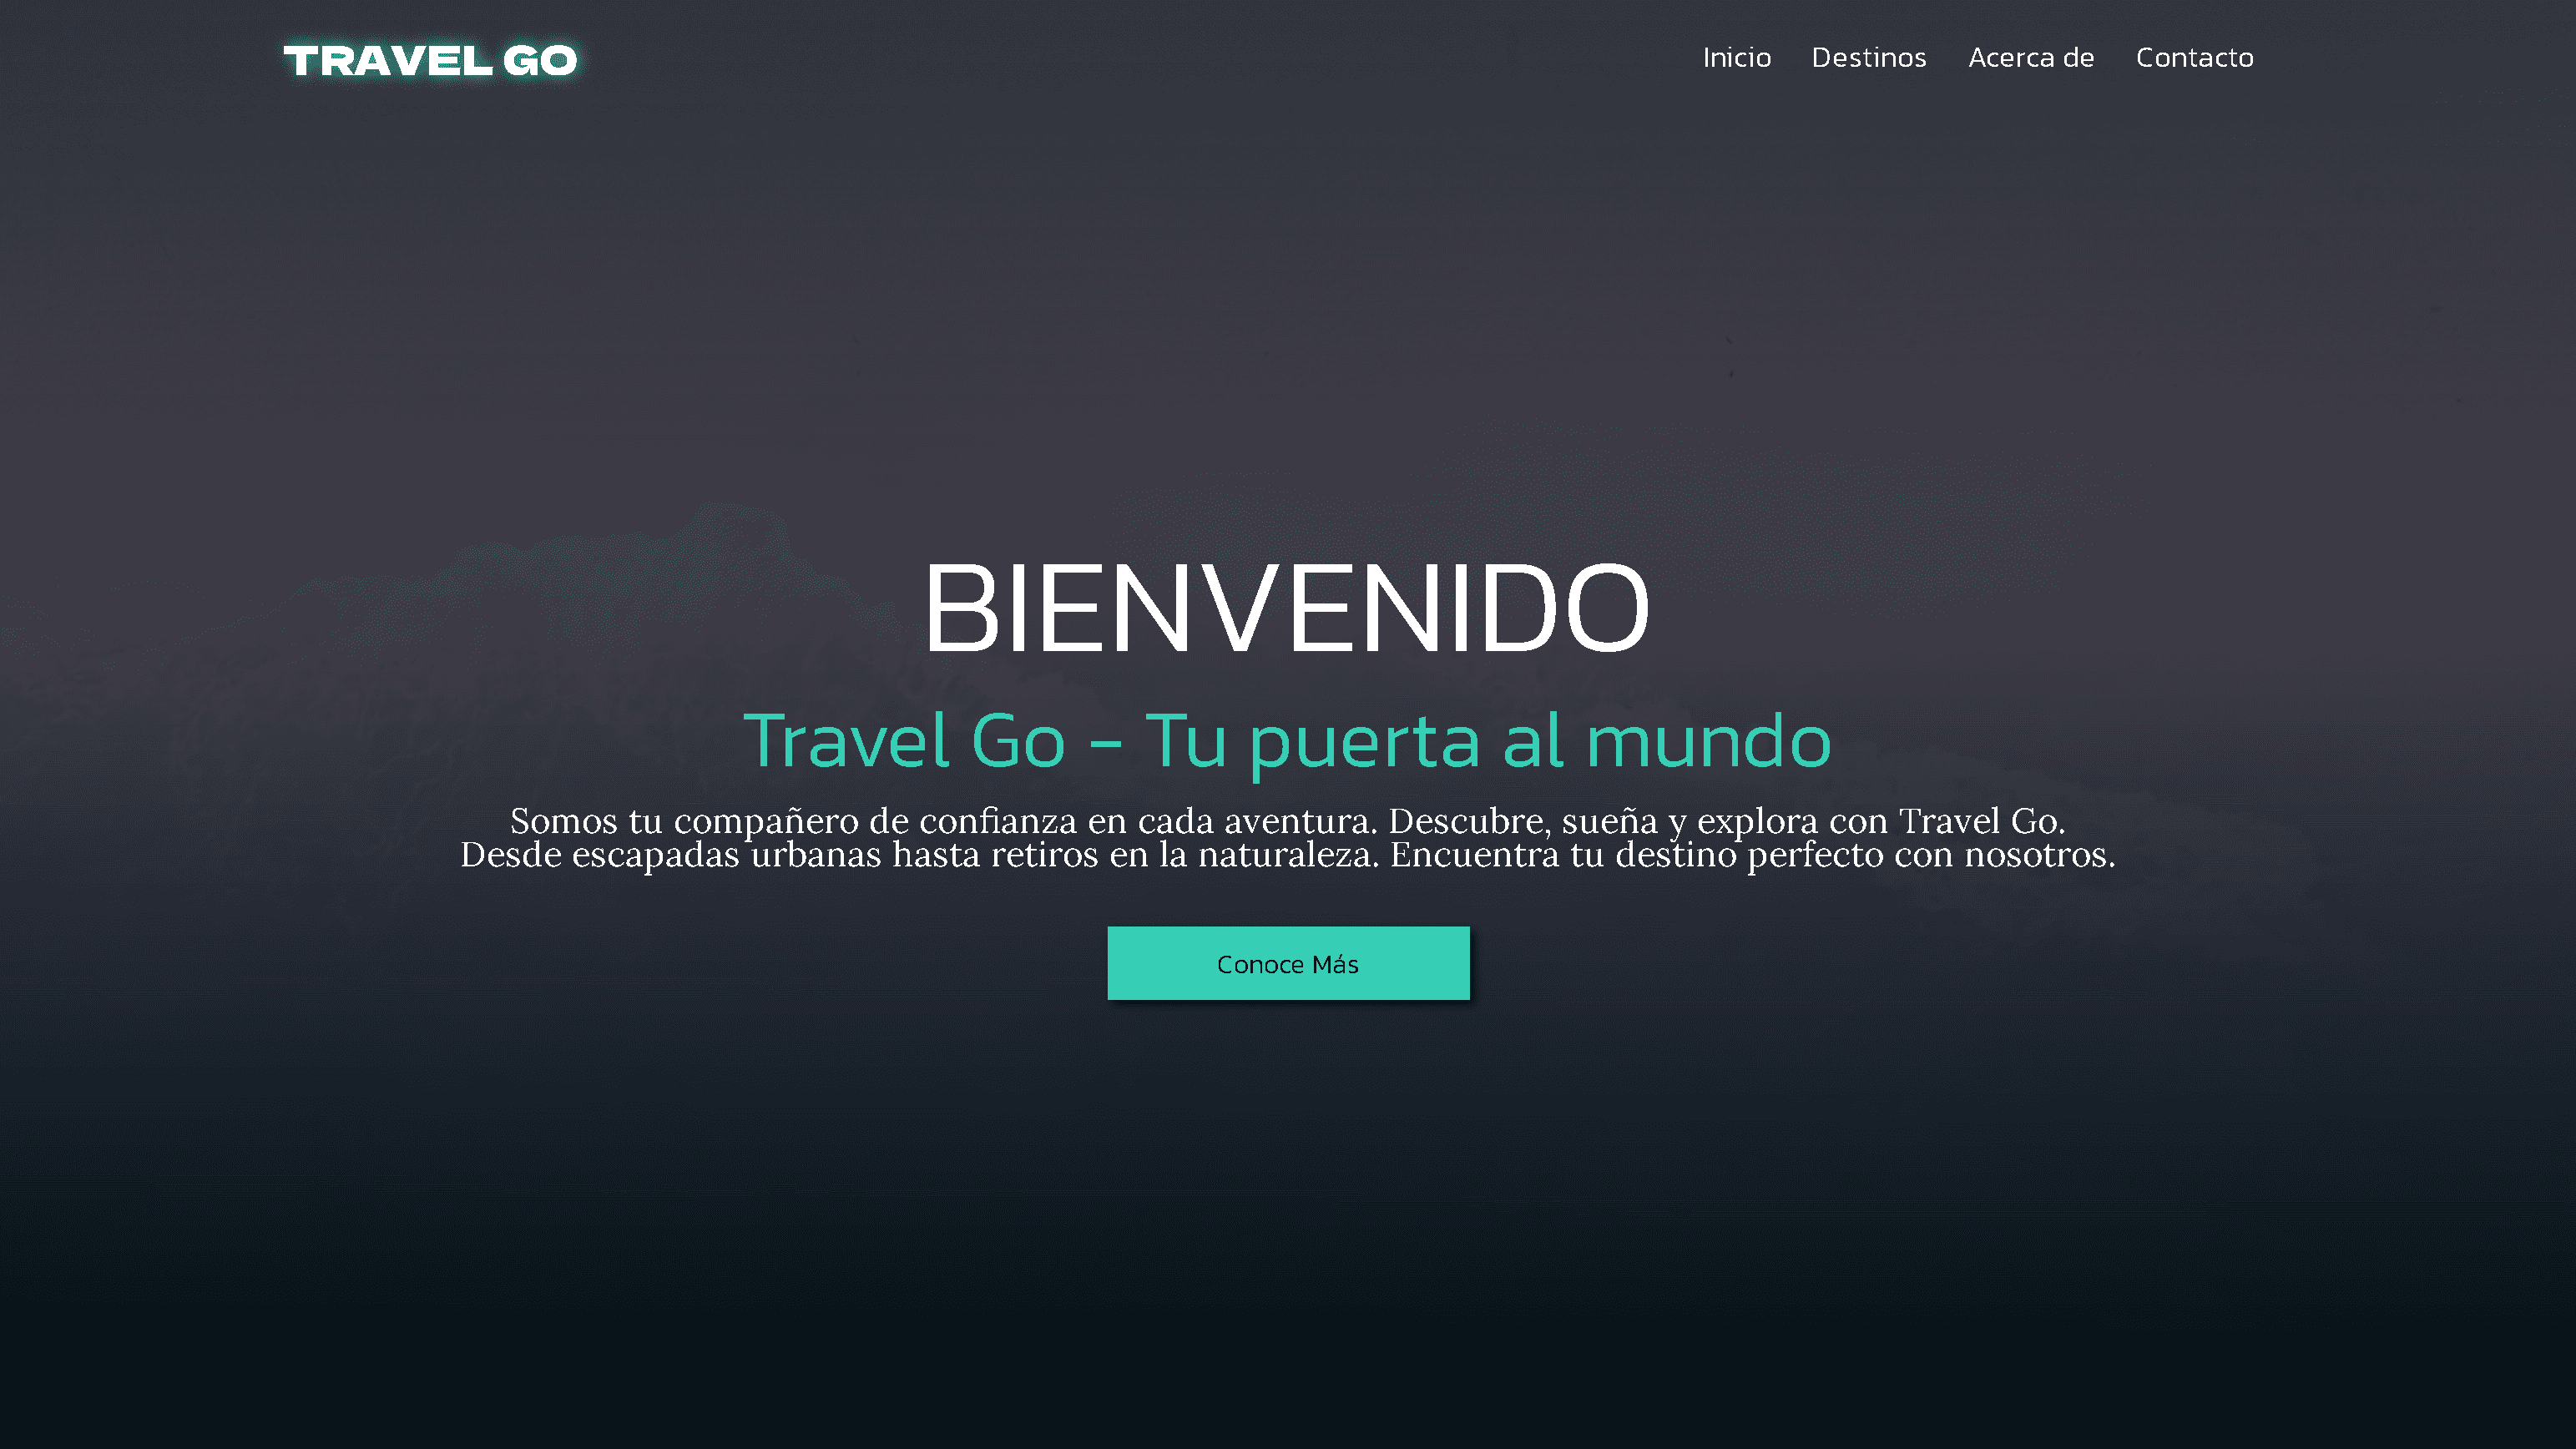 TRAVEL GO
Inicio Destinos Acerca de Contacto
BIENVENIDO
Travel Go - Tu puerta al mundo
Somos tu compañero de confianza en cada aventura. Descubre, sueña y explora con Travel Go.
Desde escapadas urbanas hasta retiros en la naturaleza. Encuentra tu destino perfecto con nosotros.
Conoce Más